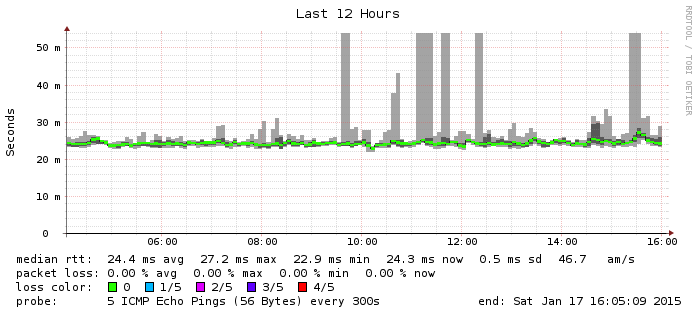 Last 12 Hours
RRDTOOL / TOBI OETIKER
Seconds
50 m
40 m
30 m
20 m
10 m
0
06:00 08:00 10:00 12:00 14:00 16:00
median rtt: 24.4 ms avg 27.2 ms max 22.9 ms min 24.3 ms now 0.5 ms sd 46.7 am/s
packet loss: 0.00 % avg 0.00 % max 0.00 % min 0.00 % now
loss color: 0 1/5 2/5 3/5 4/5
probe: 5 ICMP Echo Pings (56 Bytes) every 300s end: Sat Jan 17 16:05:09 2015